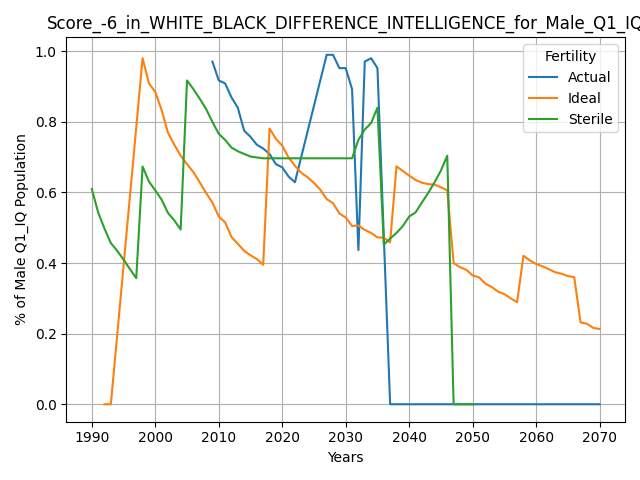 Score_-6_in_WHITE_BLACK_DIFFERENCE_INTELLIGENCE_for_Male_Q1_IQ
Fertility
Actual
Ideal
Sterile
% of Male Q1_IQ Population
1.0
0.8
0.6
0.4
0.2
0.0
1990 2000 2010 2020 2030 2040 2050 2060 2070
Years